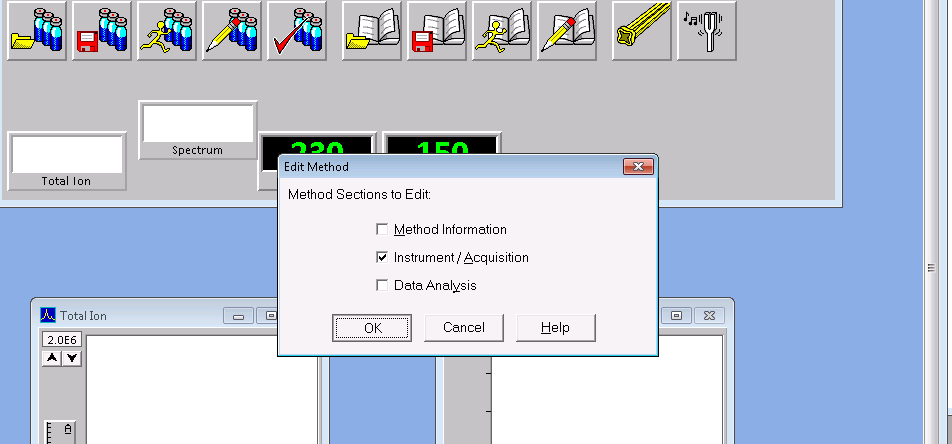 Spectrum
Total Ion
230
150
Edit Method
Method Sections to Edit:
Method Information
Instrument / Acquisition
Data Analysis
OK
Cancel
Help
Total Ion
2.0E6